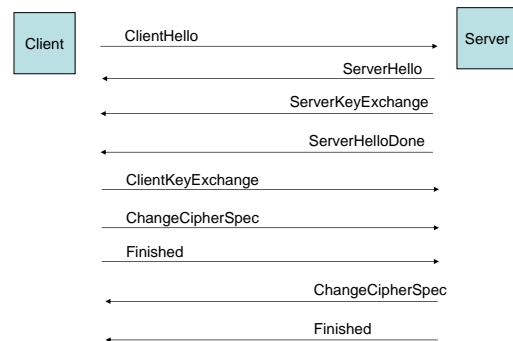 Client
ClientHello
Server
ServerHello
ServerKeyExchange
ServerHelloDone
ClientKeyExchange
ChangeCipherSpec
Finished
ChangeCipherSpec
Finished